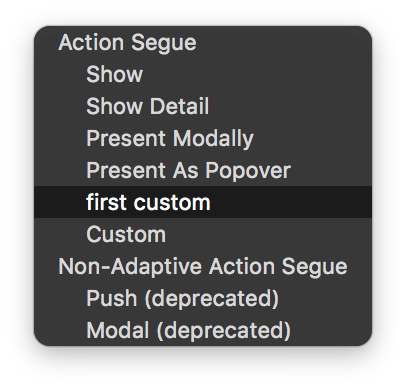 Action Segue
Show
Show Detail
Present Modally
Present As Popover
first custom
Custom
Non-Adaptive Action Segue
Push (deprecated)
Modal (deprecated)